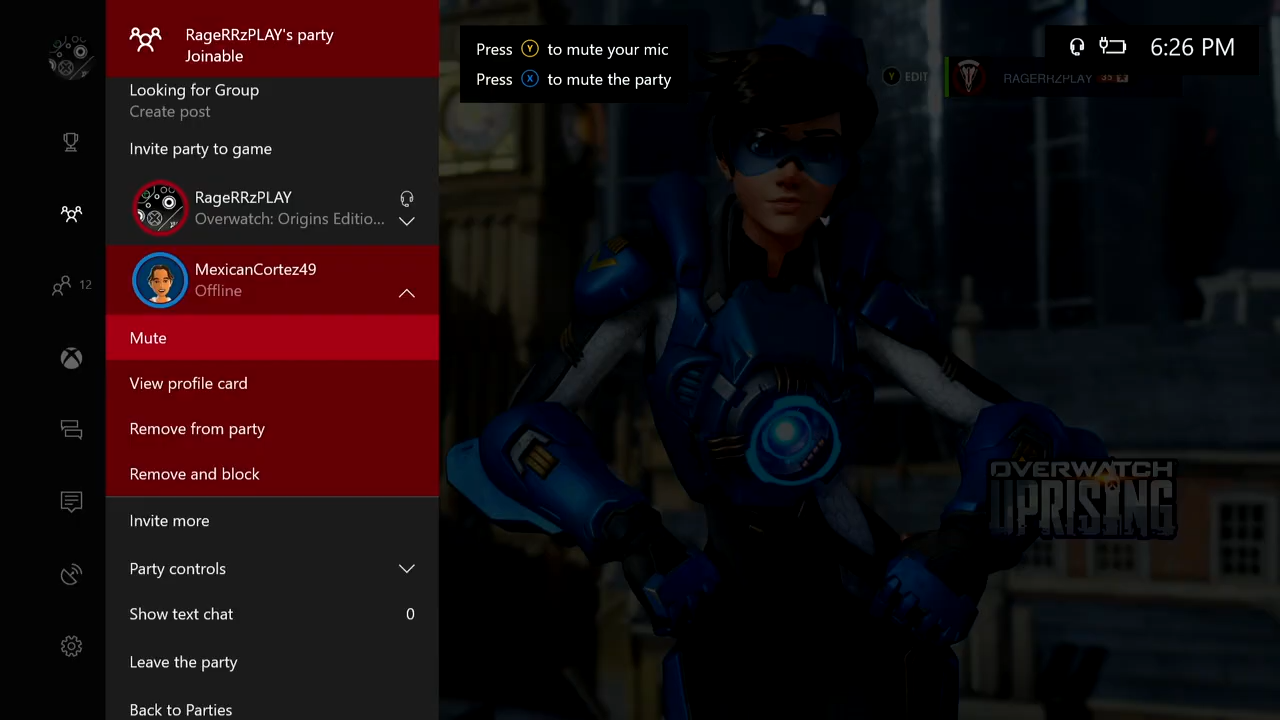 RageRRzPLAY's party
Joinable
Looking for Group
Create post
Invite party to game
RageRRzPLAY
Overwatch: Origins Editio...
12
MexicanCortez49
Offline
Mute
View profile card
Remove from party
Remove and block
Invite more
Party controls
Show text chat 0
Leave the party
Back to Parties
Press Y to mute your mic
Press X to mute the party
6:26 PM
Y EDIT
RAGERRZPLAY 35
OVERWATCH
UPRISING